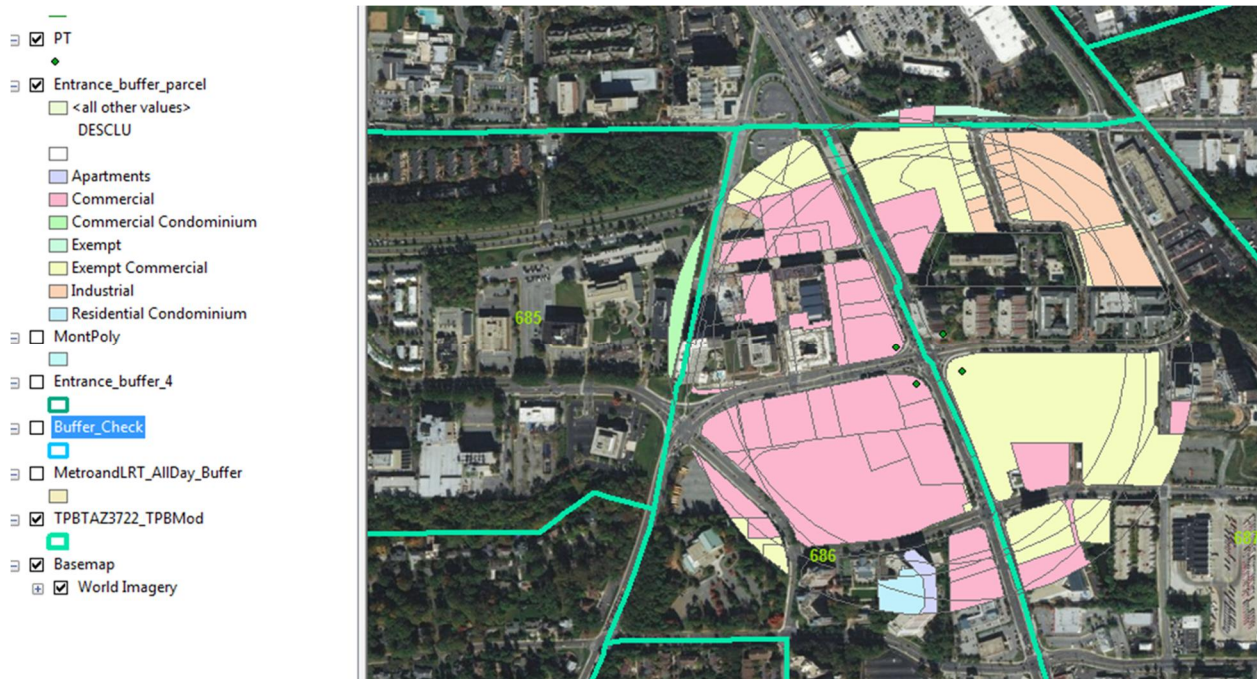 PT
Entrance_buffer_parcel
<all other values>
DESCLU
Apartments
Commercial
Commercial Condominium
Exempt
Exempt Commercial
Industrial
Residential Condominium
MontPoly
Entrance_buffer_4
Buffer_Check
MetroandLRT_AllDay_Buffer
TPBTAZ3722_TPBMod
Basemap
World Imagery
685
686
687